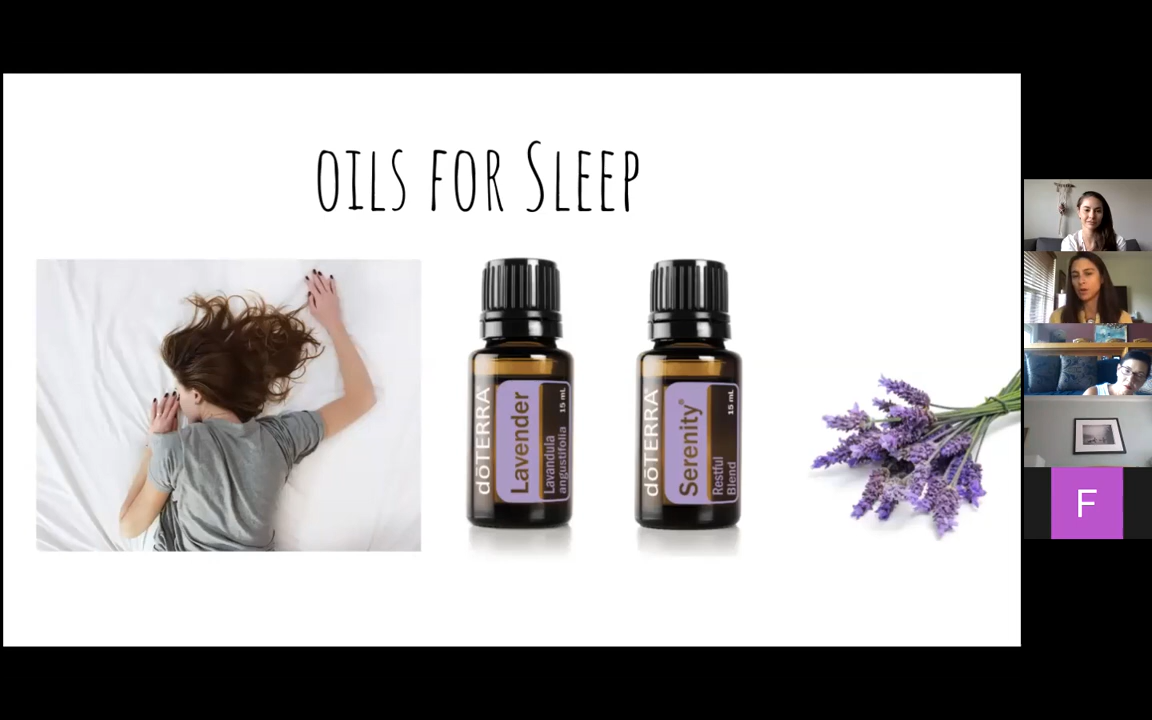 OILS FOR SLEEP
dōTERRA
Lavender
Lavandula
angustifolia
15 mL
dōTERRA
Serenity®
Restful
Blend
15 mL
F